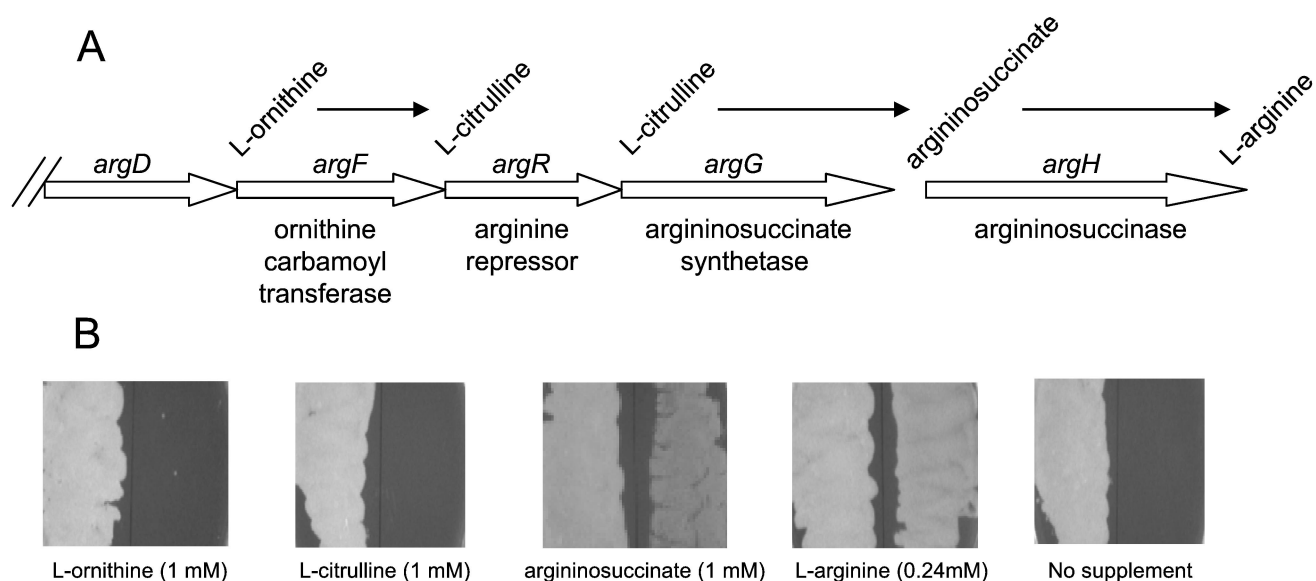 A
L-ornithine
L-citrulline
L-citrulline
argininosuccinate
L-arginine
argD
argF
argR
argG
argH
ornithine
carbamoyl
transferase
arginine
repressor
argininosuccinate
synthetase
argininosuccinase
B
L-ornithine (1 mM)
L-citrulline (1 mM)
argininosuccinate (1 mM)
L-arginine (0.24mM)
No supplement